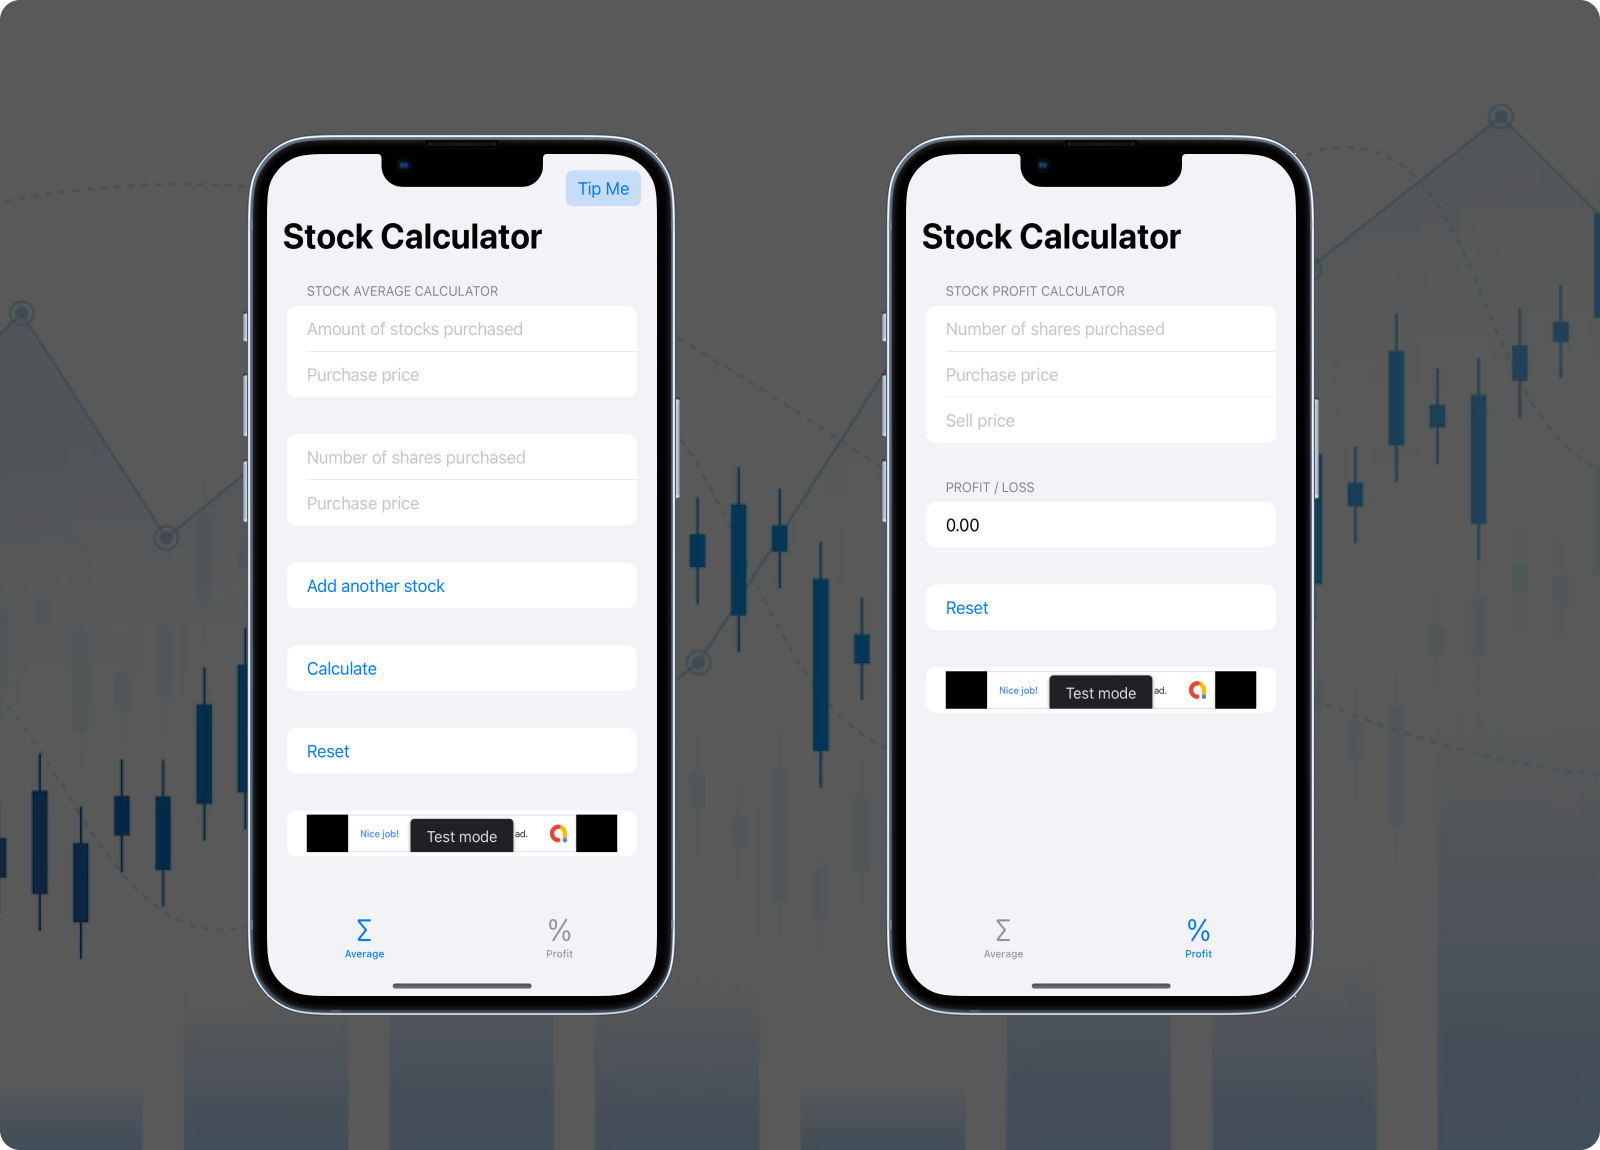 Tip Me
Stock Calculator
STOCK AVERAGE CALCULATOR
Amount of stocks purchased
Purchase price
Number of shares purchased
Purchase price
Add another stock
Calculate
Reset
Nice job! Test mode ad.
Σ %
Average Profit
Stock Calculator
STOCK PROFIT CALCULATOR
Number of shares purchased
Purchase price
Sell price
PROFIT / LOSS
0.00
Reset
Nice job! Test mode ad.
Σ %
Average Profit